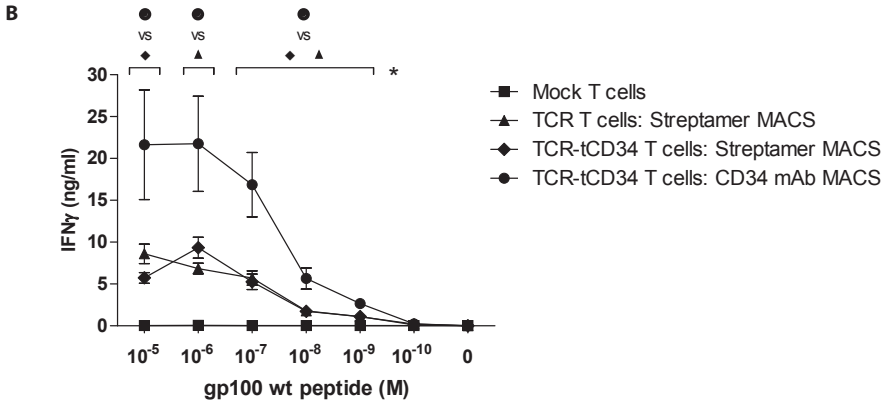 B
vs vs vs
*
30
25
20
15
10
5
0
IFNγ (ng/ml)
10-5 10-6 10-7 10-8 10-9 10-10 0
gp100 wt peptide (M)
Mock T cells
TCR T cells: Streptamer MACS
TCR-tCD34 T cells: Streptamer MACS
TCR-tCD34 T cells: CD34 mAb MACS